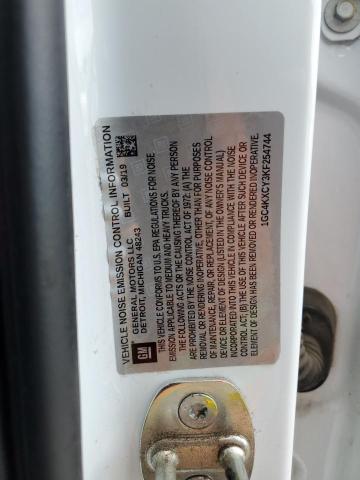 VEHICLE NOISE EMISSION CONTROL INFORMATION
GM
GENERAL MOTORS LLC BUILT 03/19
DETROIT, MICHIGAN 48243
THIS VEHICLE CONFORMS TO U.S. EPA REGULATIONS FOR NOISE
EMISSION APPLICABLE TO MEDIUM AND HEAVY TRUCKS.
THE FOLLOWING ACTS OR THE CAUSING THEREOF BY ANY PERSON
ARE PROHIBITED BY THE NOISE CONTROL ACT OF 1972: (A) THE
REMOVAL OR RENDERING INOPERATIVE, OTHER THAN FOR PURPOSES
OF MAINTENANCE, REPAIR, OR REPLACEMENT, OF ANY NOISE CONTROL
DEVICE OR ELEMENT OF DESIGN (LISTED IN THE OWNER'S MANUAL)
INCORPORATED INTO THIS VEHICLE IN COMPLIANCE WITH THE NOISE
CONTROL ACT; (B) THE USE OF THIS VEHICLE AFTER SUCH DEVICE OR
ELEMENT OF DESIGN HAS BEEN REMOVED OR RENDERED INOPERATIVE.
1GC4KKCY3KF254744